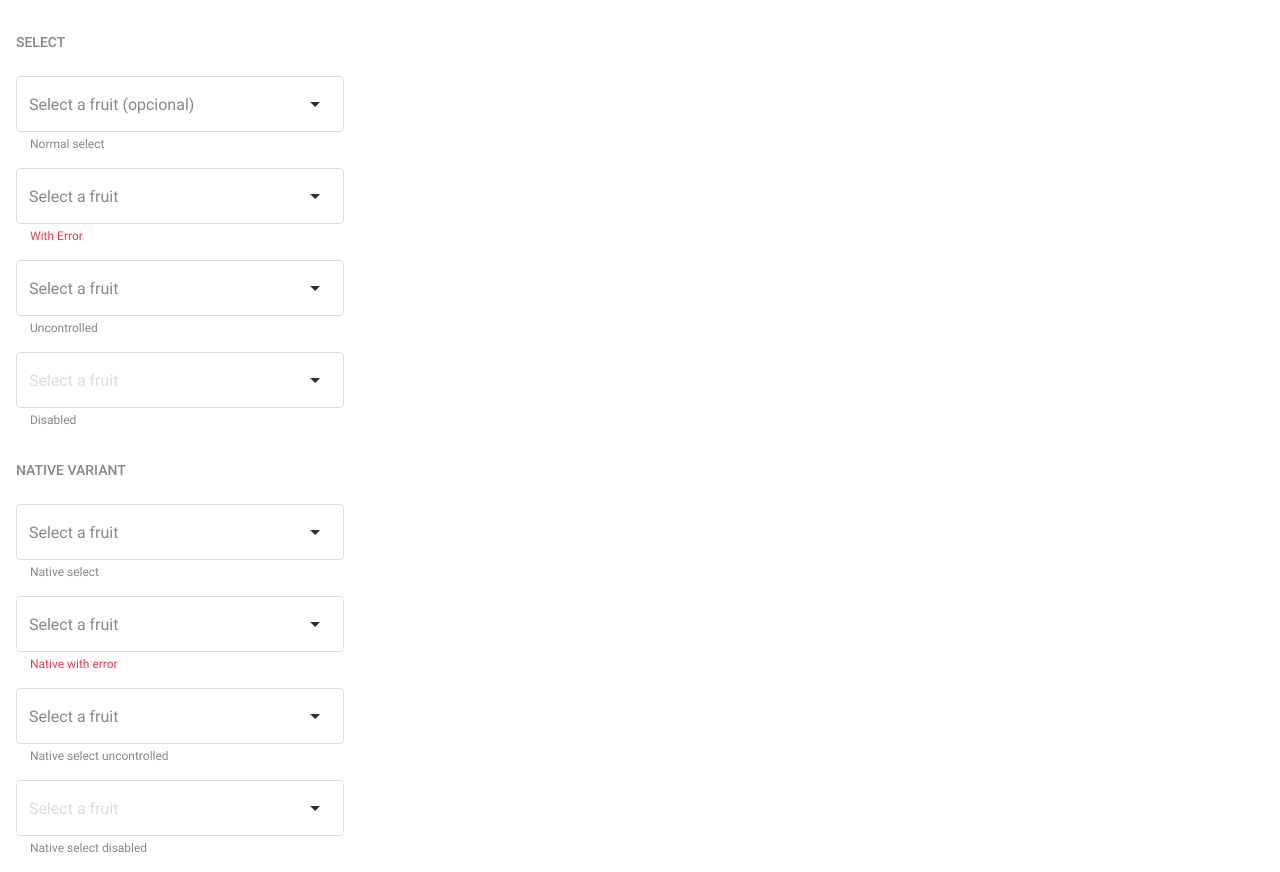 SELECT
Select a fruit (opcional)
Normal select
Select a fruit
With Error
Select a fruit
Uncontrolled
Select a fruit
Disabled
NATIVE VARIANT
Select a fruit
Native select
Select a fruit
Native with error
Select a fruit
Native select uncontrolled
Select a fruit
Native select disabled